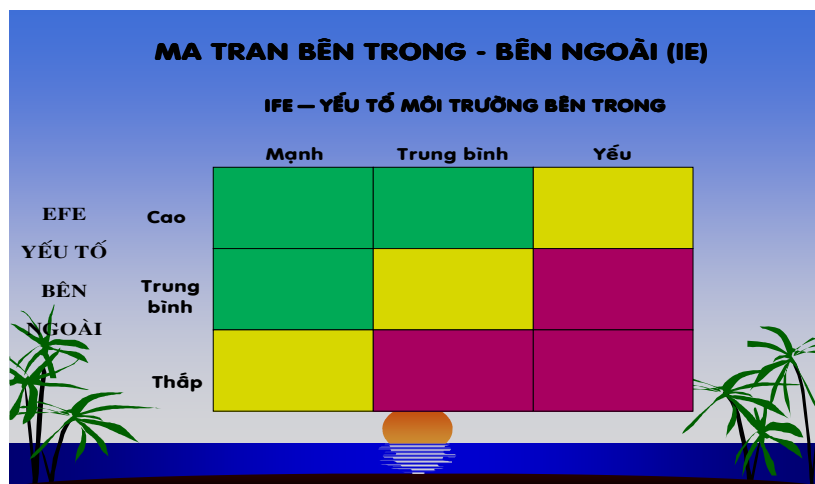 MA TRAN BÊN TRONG - BÊN NGOÀI (IE)
IFE — YẾU TỐ MÔI TRƯỜNG BÊN TRONG
Mạnh Trung bình Yếu
EFE
YẾU TỐ
BÊN
NGOÀI
Cao
Trung
bình
Thấp